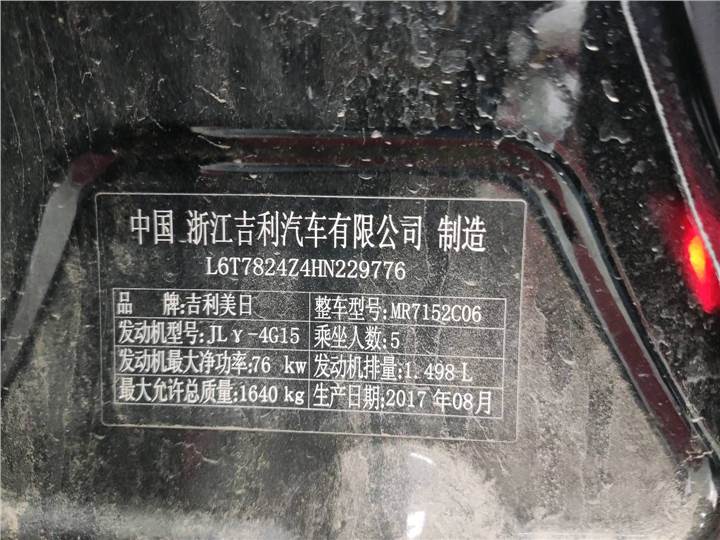 中国 浙江吉利汽车有限公司 制造
L6T7824Z4HN229776
品 牌:吉利美日 整车型号:MR7152C06
发动机型号:JLγ-4G15 乘坐人数:5
发动机最大净功率:76 kw 发动机排量:1.498 L
最大允许总质量:1640 kg 生产日期:2017 年08月